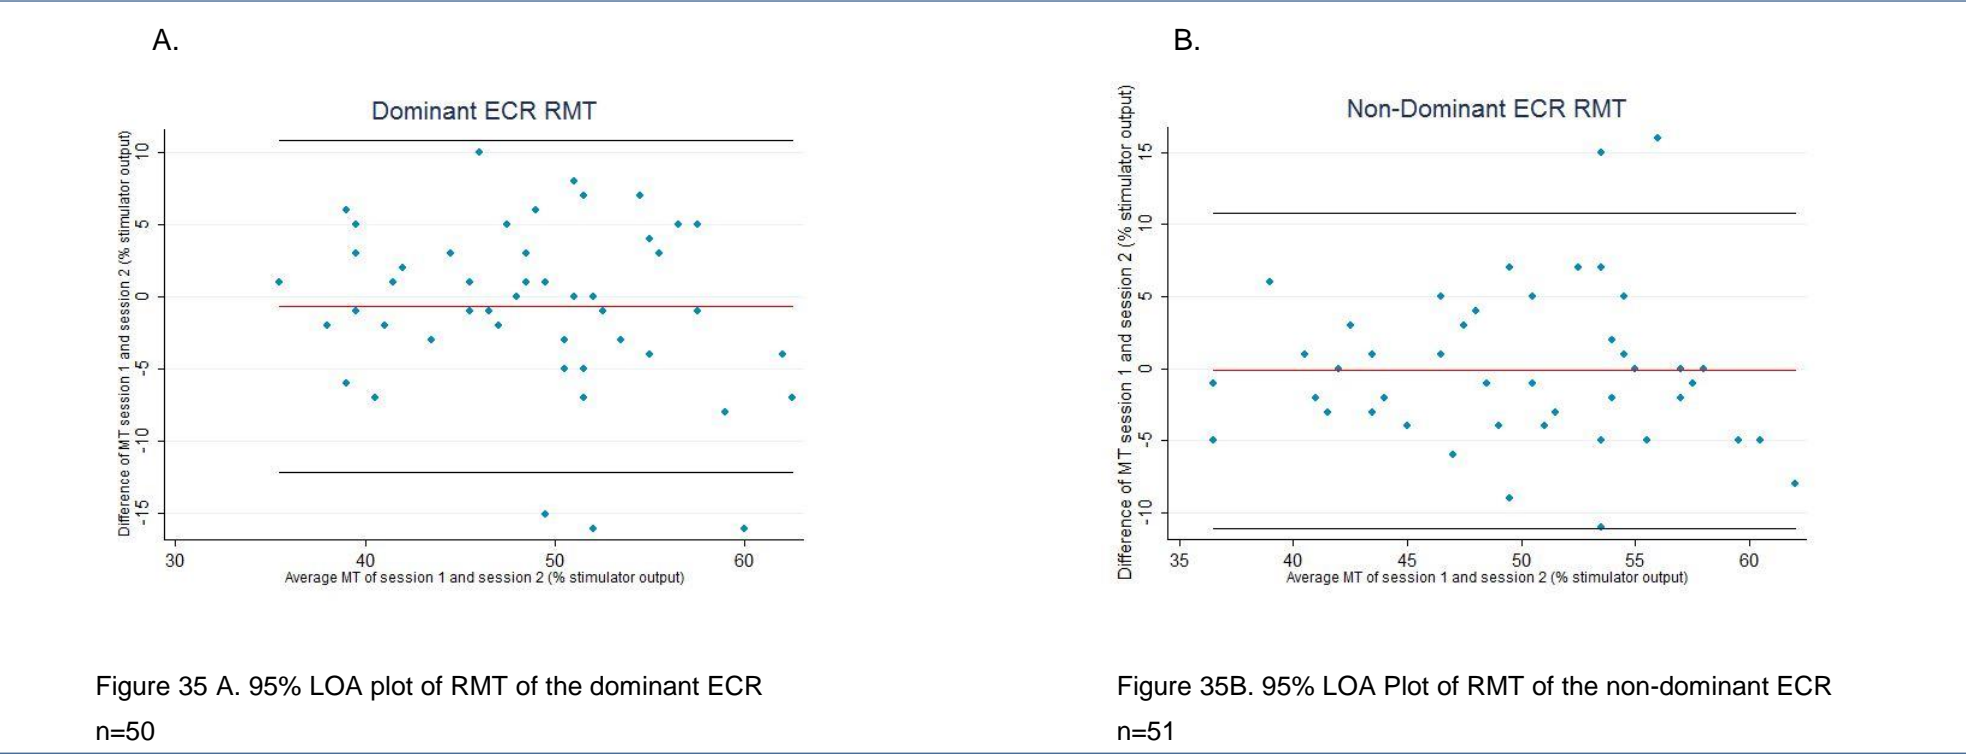 A.
Dominant ECR RMT
Difference of MT session 1 and session 2 (% stimulator output)
10
5
0
-5
-10
-15
30
40
50
60
Average MT of session 1 and session 2 (% stimulator output)
Figure 35 A. 95% LOA plot of RMT of the dominant ECR
n=50
B.
Non-Dominant ECR RMT
Difference of MT session 1 and session 2 (% stimulator output)
15
10
5
0
-5
-10
35
40
45
50
55
60
Average MT of session 1 and session 2 (% stimulator output)
Figure 35B. 95% LOA Plot of RMT of the non-dominant ECR
n=51